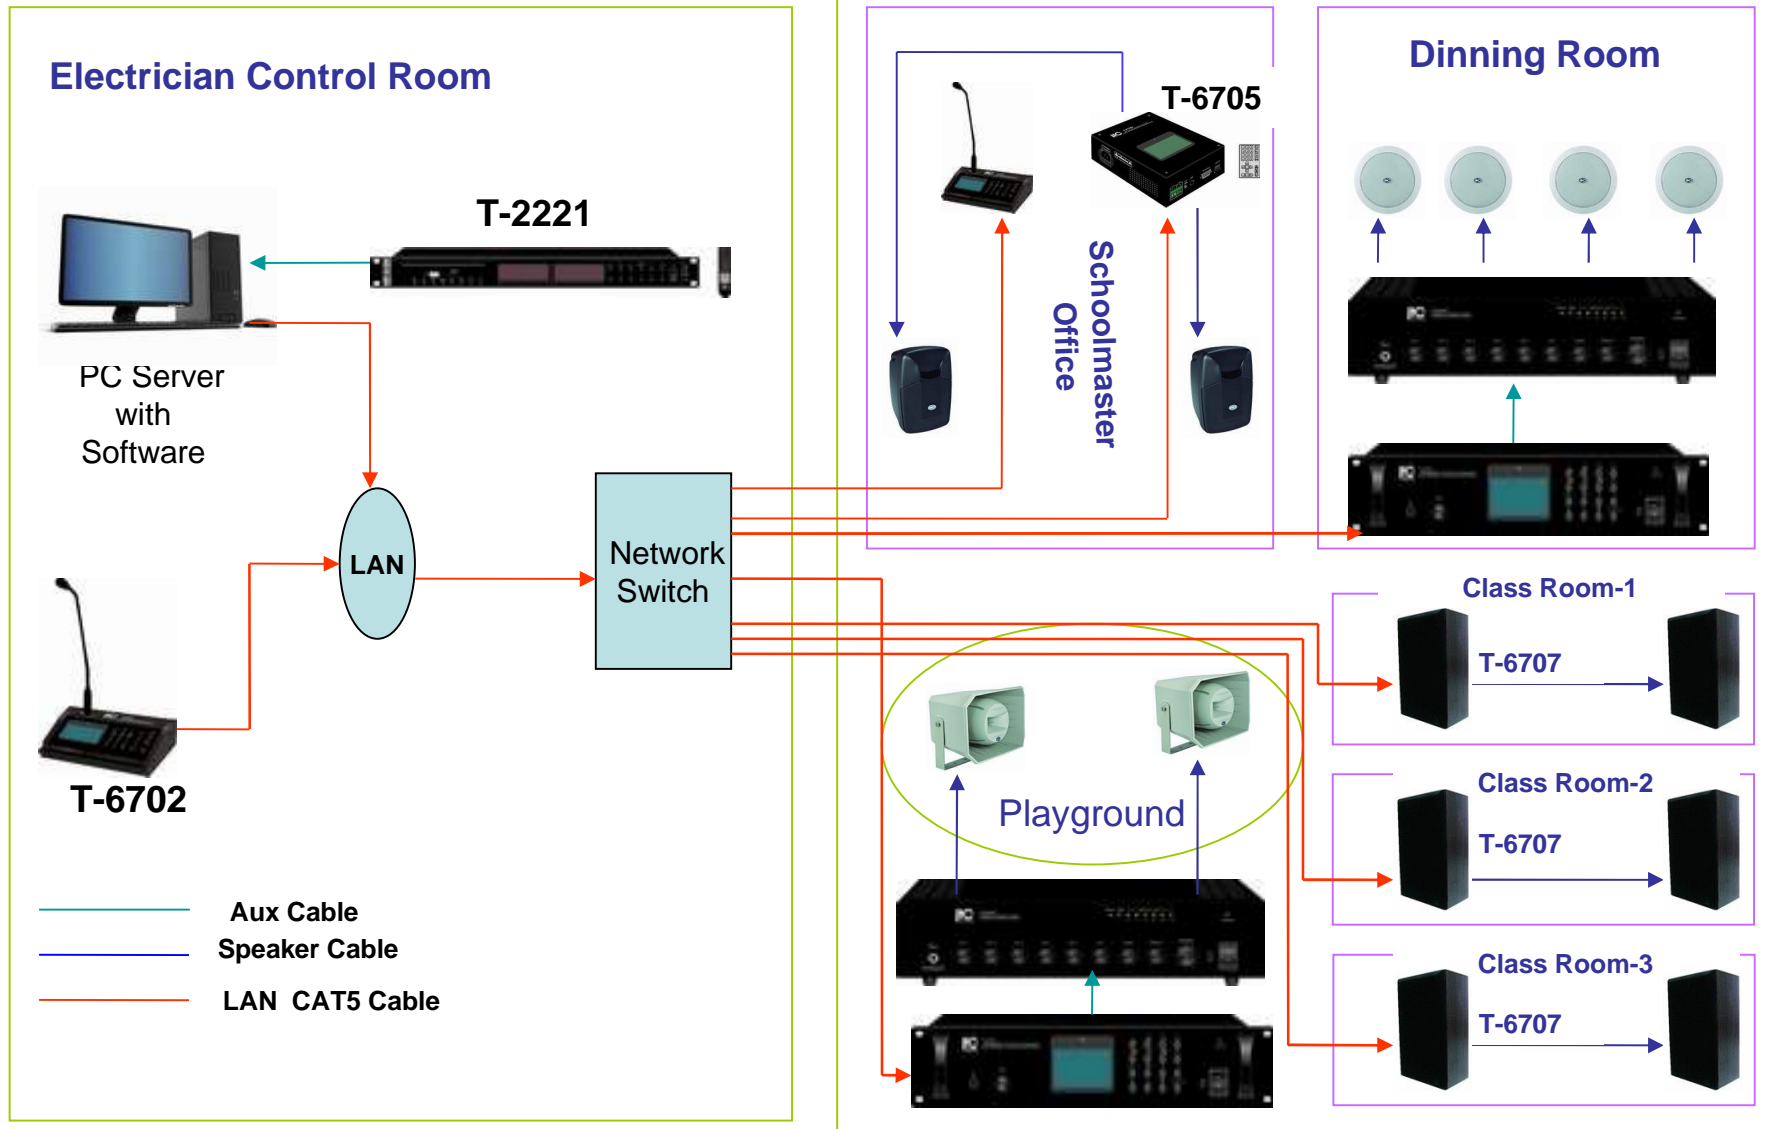 Electrician Control Room
T-2221
PC Server
with
Software
LAN
Network
Switch
T-6702
Aux Cable
Speaker Cable
LAN CAT5 Cable
T-6705
Schoolmaster
Office
Dinning Room
Playground
Class Room-1
T-6707
Class Room-2
T-6707
Class Room-3
T-6707